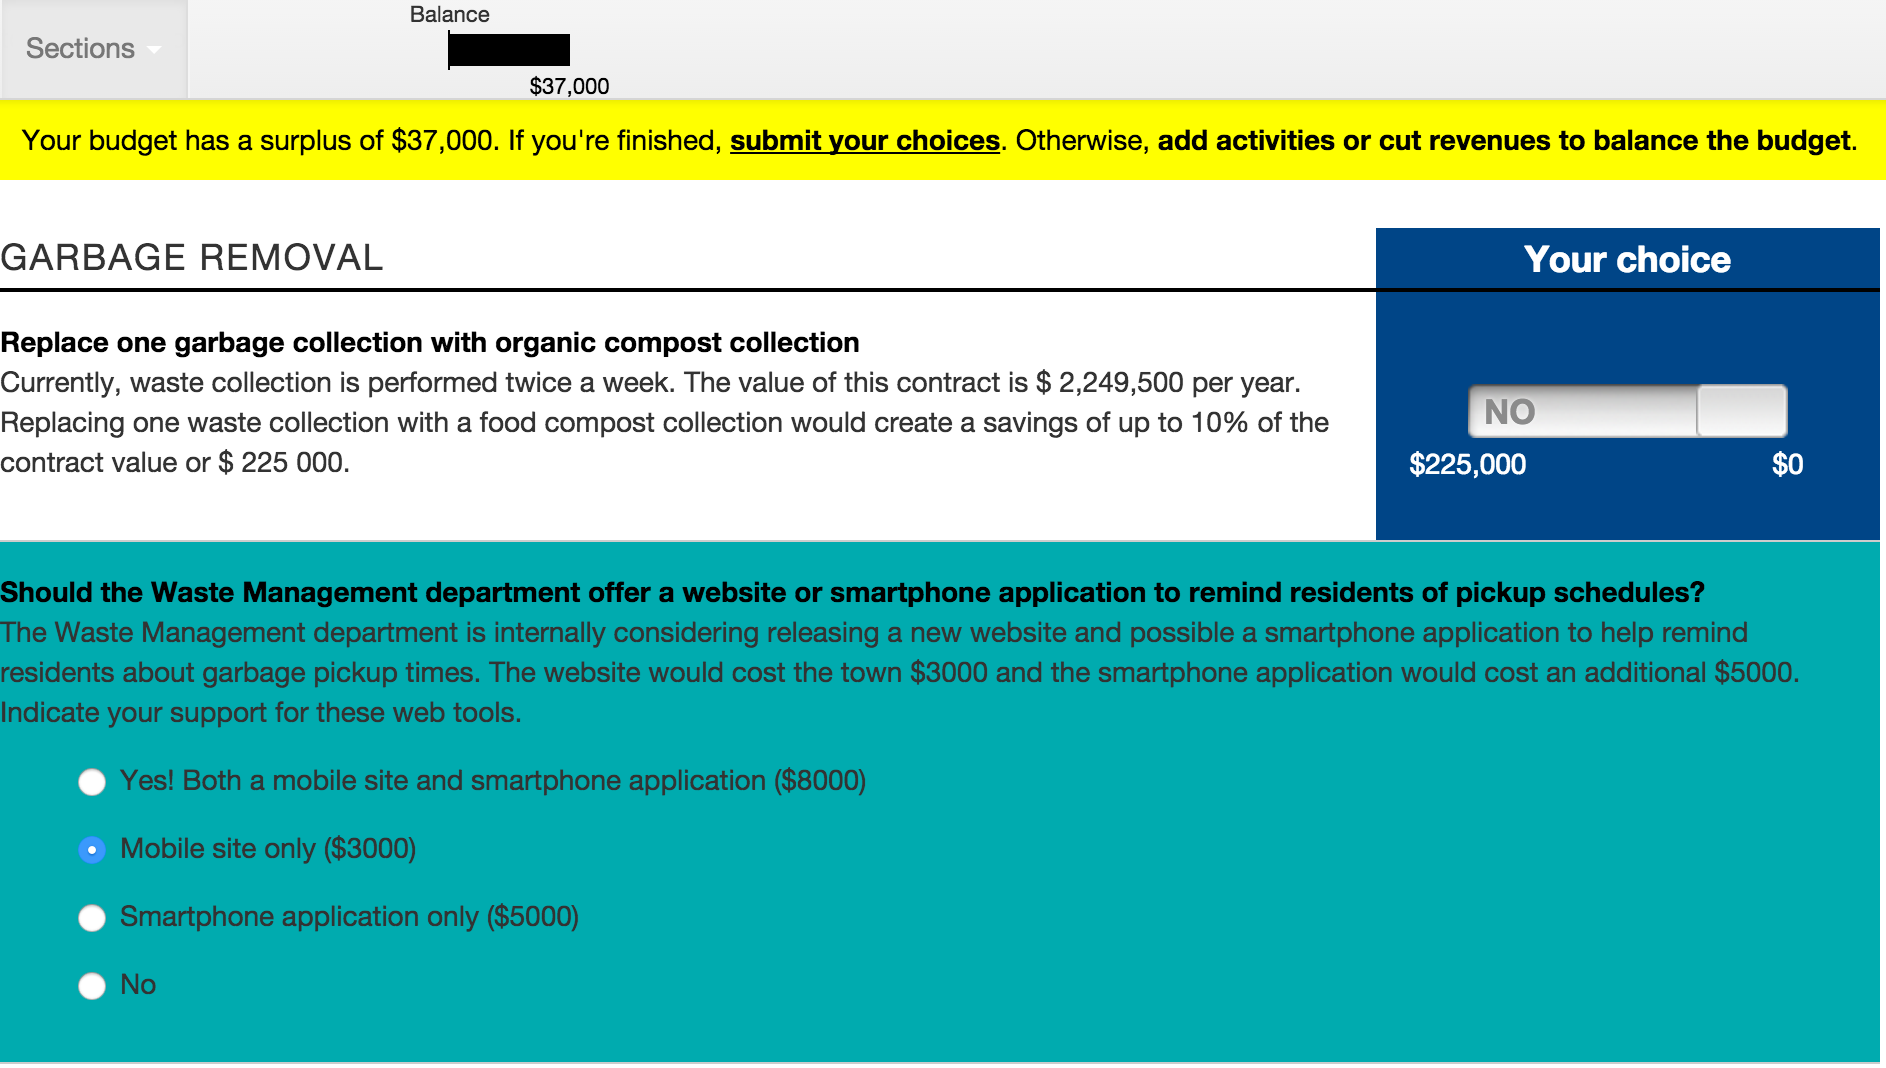 Sections
Balance
$37,000
Your budget has a surplus of $37,000. If you're finished, submit your choices. Otherwise, add activities or cut revenues to balance the budget.
GARBAGE REMOVAL
Your choice
Replace one garbage collection with organic compost collection
Currently, waste collection is performed twice a week. The value of this contract is $ 2,249,500 per year.
Replacing one waste collection with a food compost collection would create a savings of up to 10% of the
contract value or $ 225 000.
NO
$225,000 $0
Should the Waste Management department offer a website or smartphone application to remind residents of pickup schedules?
The Waste Management department is internally considering releasing a new website and possible a smartphone application to help remind
residents about garbage pickup times. The website would cost the town $3000 and the smartphone application would cost an additional $5000.
Indicate your support for these web tools.
Yes! Both a mobile site and smartphone application ($8000)
Mobile site only ($3000)
Smartphone application only ($5000)
No